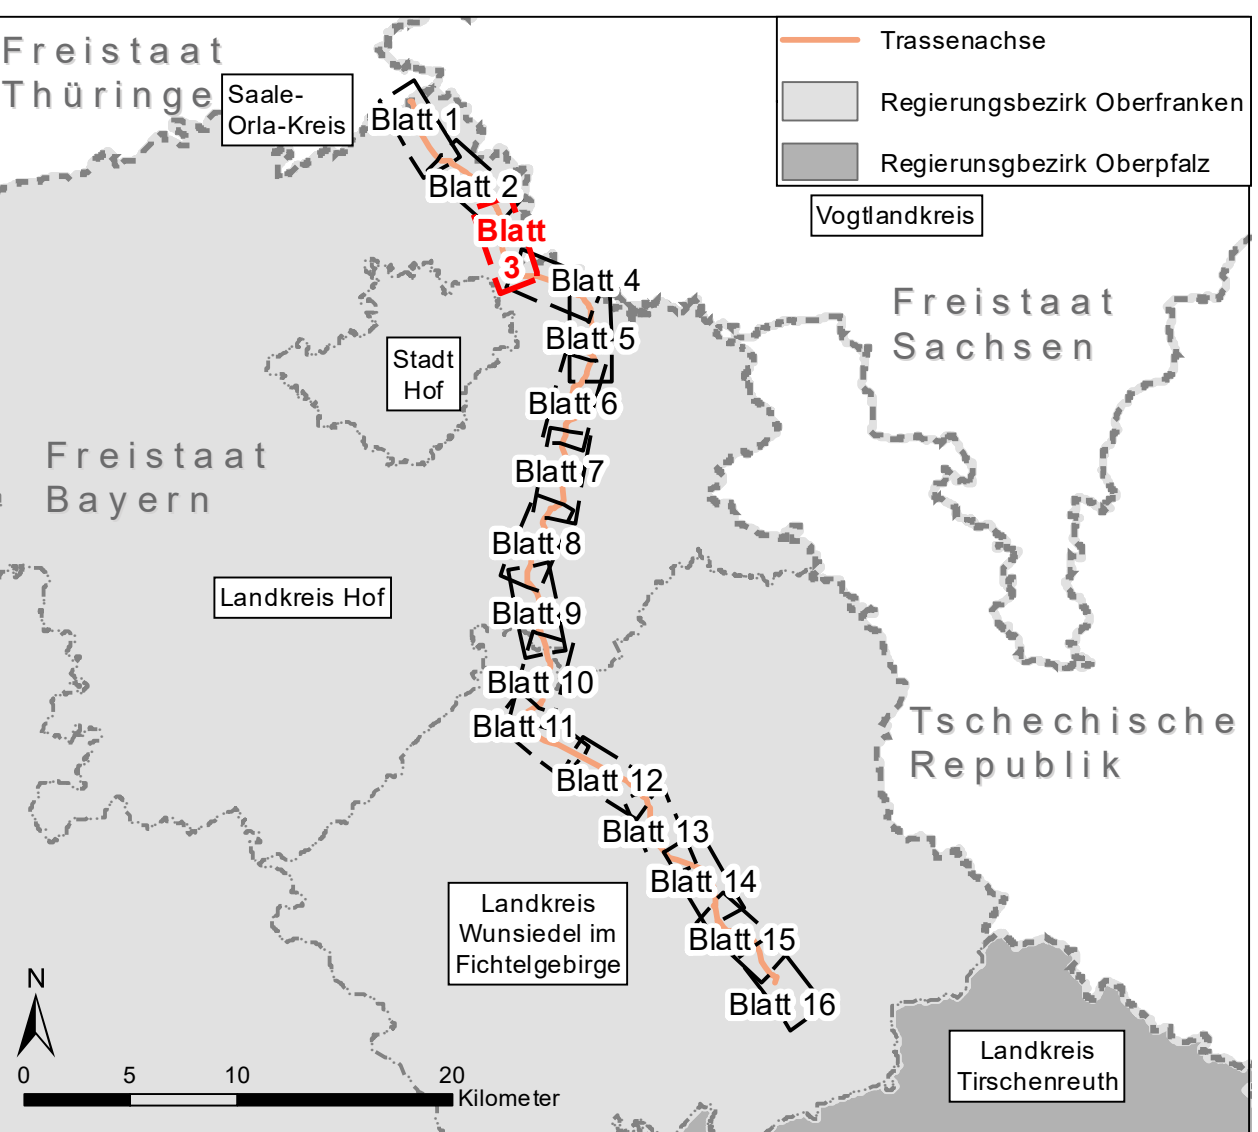 Freistaat
Thüringe
Saale-
Orla-Kreis
Trassenachse
Regierungsbezirk Oberfranken
Regierunsgbezirk Oberpfalz
Vogtlandkreis
Freistaat
Sachsen
Blatt 1
Blatt 2
Blatt
3
Blatt 4
Blatt 5
Blatt 6
Blatt 7
Blatt 8
Blatt 9
Blatt 10
Blatt 11
Blatt 12
Blatt 13
Blatt 14
Blatt 15
Blatt 16
Stadt
Hof
Freistaat
Bayern
Landkreis Hof
Tschechische
Republik
Landkreis
Wunsiedel im
Fichtelgebirge
Landkreis
Tirschenreuth
N
0 5 10 20
Kilometer